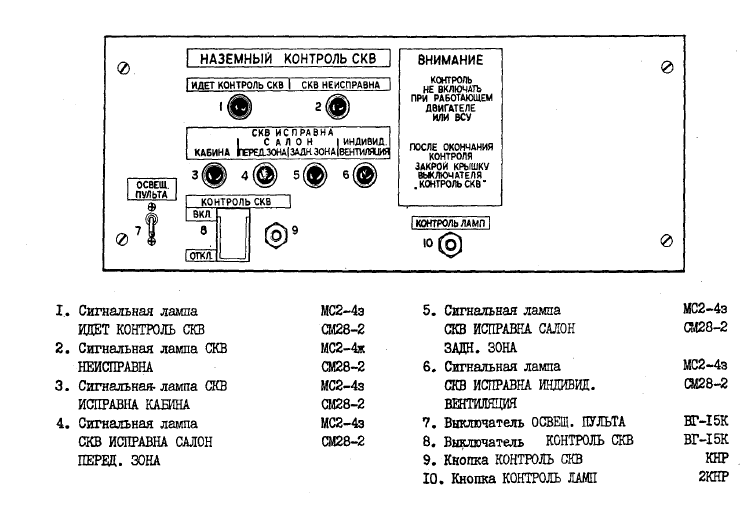 НАЗЕМНЫЙ КОНТРОЛЬ СКВ
ИДЕТ КОНТРОЛЬ СКВ
СКВ НЕИСПРАВНА
1
2
СКВ ИСПРАВНА
САЛОН
КАБИНА
ПЕРЕД. ЗОНА
ЗАДН. ЗОНА
ИНДИВИД.
ВЕНТИЛЯЦИЯ
3
4
5
6
ОСВЕЩ.
ПУЛЬТА
7
КОНТРОЛЬ СКВ
ВКЛ.
8
ОТКЛ.
9
ВНИМАНИЕ
КОНТРОЛЬ
НЕ ВКЛЮЧАТЬ
ПРИ РАБОТАЮЩЕМ
ДВИГАТЕЛЕ
ИЛИ ВСУ
ПОСЛЕ ОКОНЧАНИЯ
КОНТРОЛЯ
ЗАКРОЙ КРЫШКУ
ВЫКЛЮЧАТЕЛЯ
„КОНТРОЛЬ СКВ"
КОНТРОЛЬ ЛАМП
10
1. Сигнальная лампа МС2-4з
ИДЕТ КОНТРОЛЬ СКВ СМ28-2
2. Сигнальная лампа СКВ МС2-4ж
НЕИСПРАВНА СМ28-2
3. Сигнальная лампа СКВ МС2-4з
ИСПРАВНА КАБИНА СМ28-2
4. Сигнальная лампа МС2-4з
СКВ ИСПРАВНА САЛОН СМ28-2
ПЕРЕД. ЗОНА
5. Сигнальная лампа МС2-4з
СКВ ИСПРАВНА САЛОН СМ28-2
ЗАДН. ЗОНА
6. Сигнальная лампа МС2-4з
СКВ ИСПРАВНА ИНДИВИД. СМ28-2
ВЕНТИЛЯЦИЯ
7. Выключатель ОСВЕЩ. ПУЛЬТА ВГ-15К
8. Выключатель КОНТРОЛЬ СКВ ВГ-15К
9. Кнопка КОНТРОЛЬ СКВ КНР
10. Кнопка КОНТРОЛЬ ЛАМП 2КНР